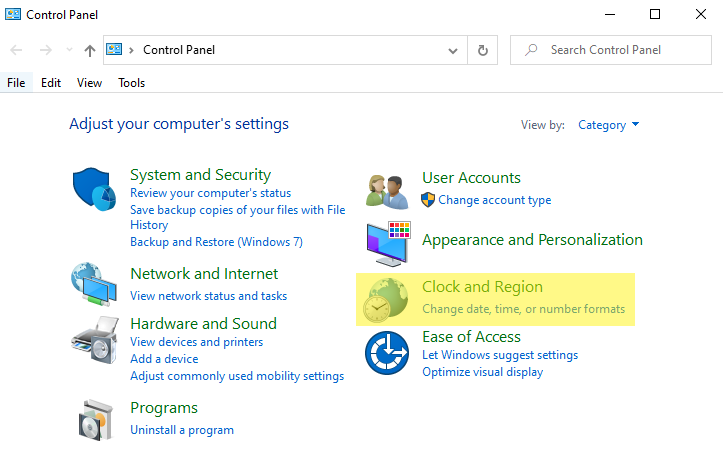 Control Panel
Control Panel
Search Control Panel
File Edit View Tools
Adjust your computer's settings
View by: Category
System and Security
Review your computer's status
Save backup copies of your files with File
History
Backup and Restore (Windows 7)
Network and Internet
View network status and tasks
Hardware and Sound
View devices and printers
Add a device
Adjust commonly used mobility settings
Programs
Uninstall a program
User Accounts
Change account type
Appearance and Personalization
Clock and Region
Change date, time, or number formats
Ease of Access
Let Windows suggest settings
Optimize visual display